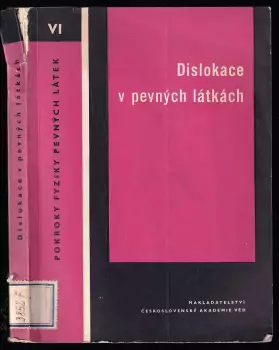 VI
POKROKY FYZIKY PEVNÝCH LÁTEK
Dislokace v pevných látkách
Dislokace
v pevných látkách
NAKLADATELSTVÍ
ČESKOSLOVENSKÉ AKADEMIE VĚD